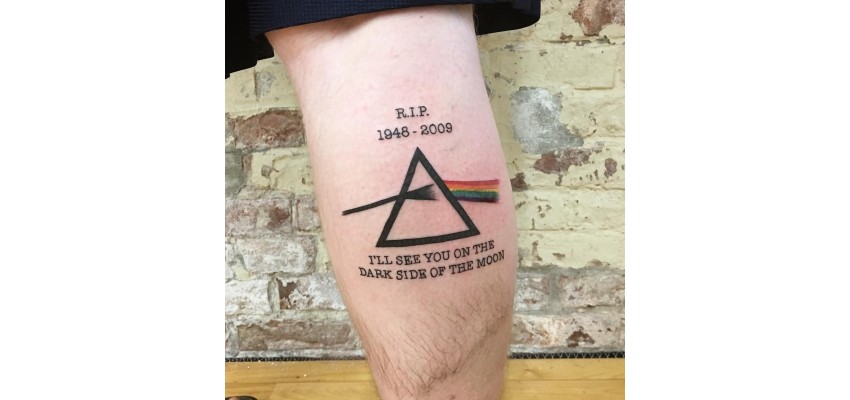 R.I.P.
1948 - 2009
I'LL SEE YOU ON THE
DARK SIDE OF THE MOON